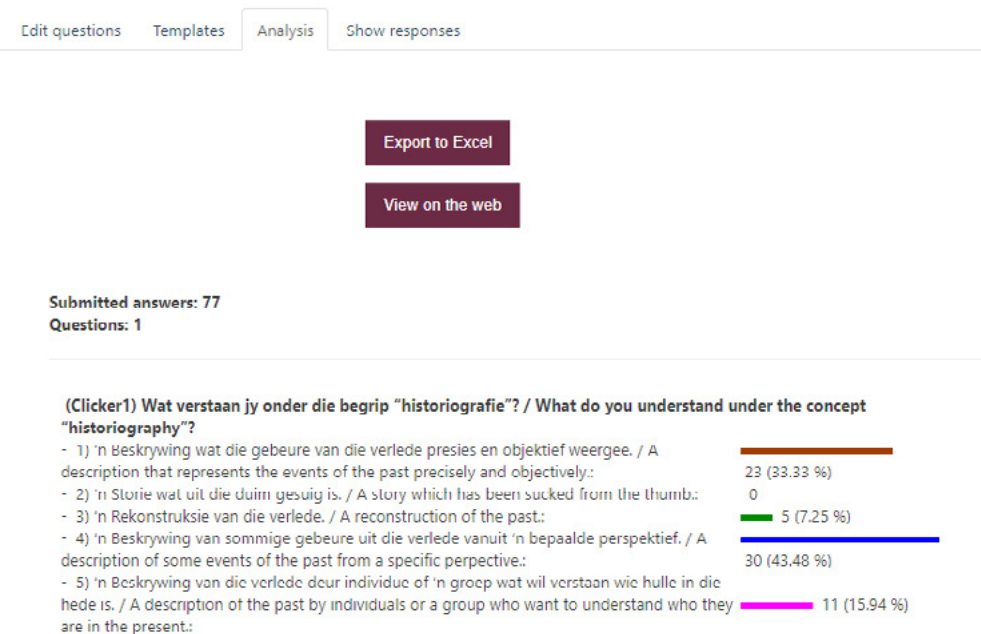 Edit questions Templates Analysis Show responses
Export to Excel
View on the web
Submitted answers: 77
Questions: 1
(Clicker1) Wat verstaan jy onder die begrip “historiografie”? / What do you understand under the concept
“historiography”?
- 1) 'n Beskrywing wat die gebeure van die verlede presies en objektief weergee. / A
description that represents the events of the past precisely and objectively.:
23 (33.33 %)
- 2) 'n Storie wat uit die duim gesuig is. / A story which has been sucked from the thumb.: 0
- 3) 'n Rekonstruksie van die verlede. / A reconstruction of the past.: 5 (7.25 %)
- 4) 'n Beskrywing van sommige gebeure uit die verlede vanuit 'n bepaalde perspektief. / A
description of some events of the past from a specific perpective.:
30 (43.48 %)
- 5) 'n Beskrywing van die verlede deur individue of 'n groep wat wil verstaan wie hulle in die
hede is. / A description of the past by individuals or a group who want to understand who they 11 (15.94 %)
are in the present.: